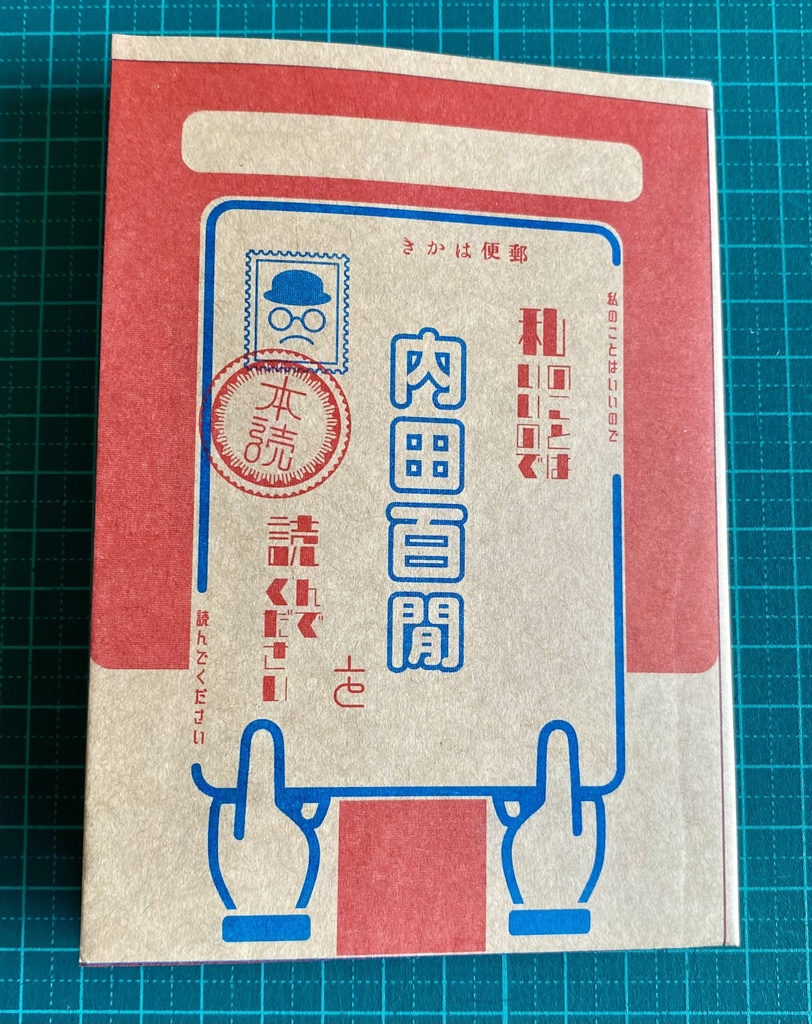 郵便はかき
私のことはいいので
私
のことは
いいので
内田百閒
と
読
んで
ください
本読
読んでください